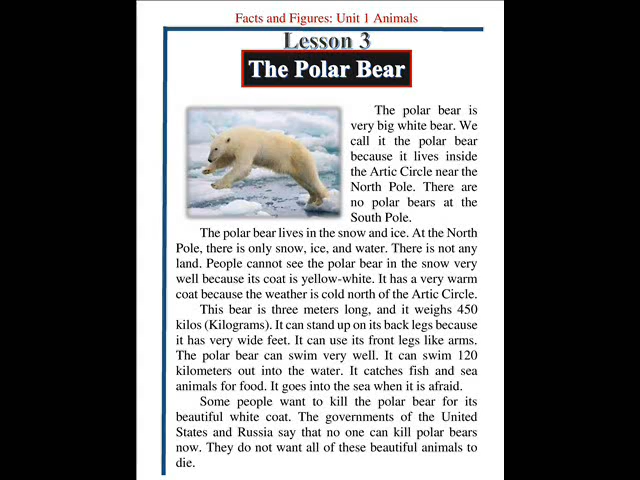 Facts and Figures: Unit 1 Animals
Lesson 3
The Polar Bear
The polar bear is
very big white bear. We
call it the polar bear
because it lives inside
the Artic Circle near the
North Pole. There are
no polar bears at the
South Pole.
The polar bear lives in the snow and ice. At the North
Pole, there is only snow, ice, and water. There is not any
land. People cannot see the polar bear in the snow very
well because its coat is yellow-white. It has a very warm
coat because the weather is cold north of the Artic Circle.
This bear is three meters long, and it weighs 450
kilos (Kilograms). It can stand up on its back legs because
it has very wide feet. It can use its front legs like arms.
The polar bear can swim very well. It can swim 120
kilometers out into the water. It catches fish and sea
animals for food. It goes into the sea when it is afraid.
Some people want to kill the polar bear for its
beautiful white coat. The governments of the United
States and Russia say that no one can kill polar bears
now. They do not want all of these beautiful animals to
die.